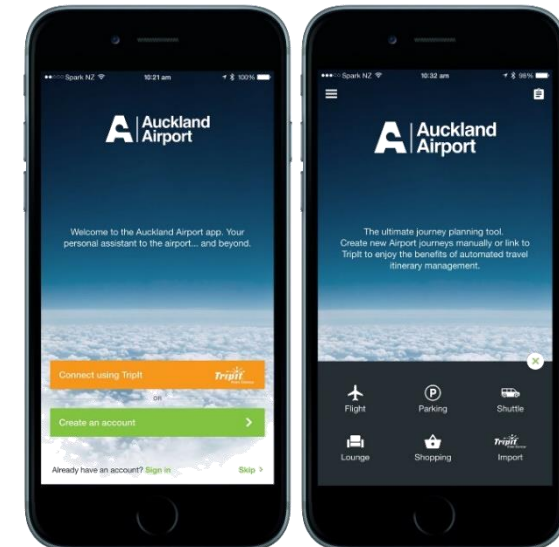 Spark NZ 10:21 am 100%
Auckland
Airport
Welcome to the Auckland Airport app. Your
personal assistant to the airport... and beyond.
Connect using TripIt
TripIt
OR
Create an account
Already have an account? Sign in
Skip
Spark NZ 10:32 am 98%
Auckland
Airport
The ultimate journey planning tool.
Create new Airport journeys manually or link to
TripIt to enjoy the benefits of automated travel
itinerary management.
Flight
P
Parking
Shuttle
Lounge
Shopping
TripIt
Import